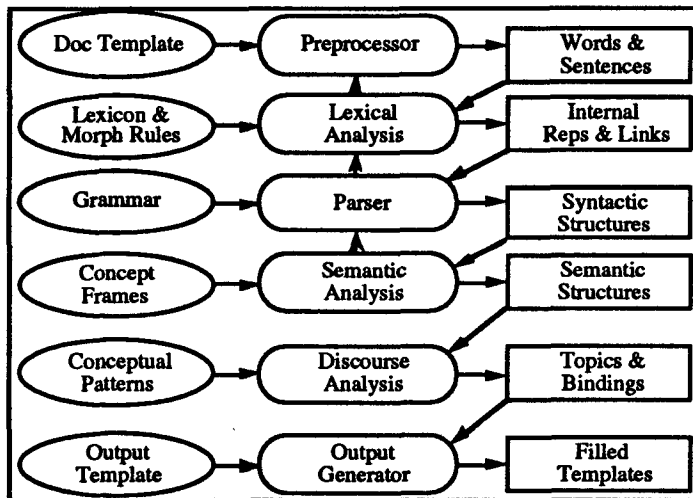 Doc Template
Preprocessor
Words &
Sentences
Lexicon &
Morph Rules
Lexical
Analysis
Internal
Reps & Links
Grammar
Parser
Syntactic
Structures
Concept
Frames
Semantic
Analysis
Semantic
Structures
Conceptual
Patterns
Discourse
Analysis
Topics &
Bindings
Output
Template
Output
Generator
Filled
Templates